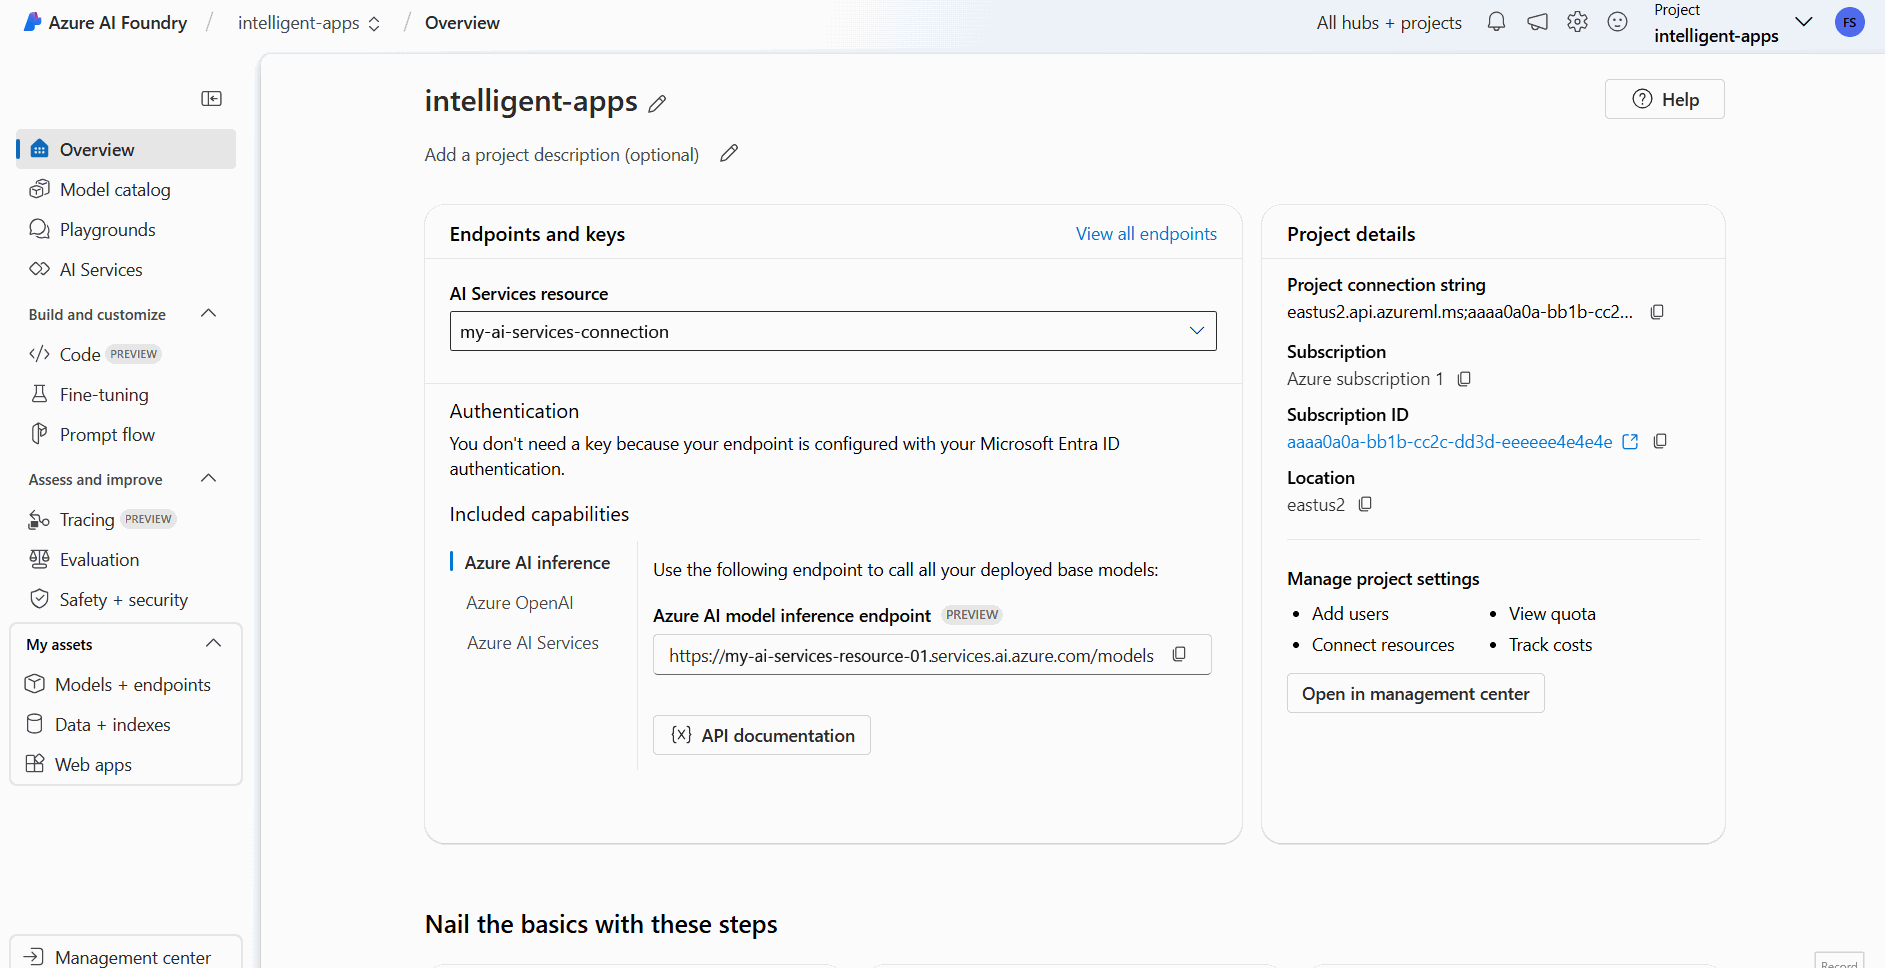 Azure AI Foundry / intelligent-apps / Overview
All hubs + projects
Project
intelligent-apps
FS
Overview
Model catalog
Playgrounds
AI Services
Build and customize
Code PREVIEW
Fine-tuning
Prompt flow
Assess and improve
Tracing PREVIEW
Evaluation
Safety + security
My assets
Models + endpoints
Data + indexes
Web apps
Management center
intelligent-apps
Help
Add a project description (optional)
Endpoints and keys
View all endpoints
AI Services resource
my-ai-services-connection
Authentication
You don't need a key because your endpoint is configured with your Microsoft Entra ID
authentication.
Included capabilities
Azure AI inference
Azure OpenAI
Azure AI Services
Use the following endpoint to call all your deployed base models:
Azure AI model inference endpoint PREVIEW
https://my-ai-services-resource-01.services.ai.azure.com/models
{x} API documentation
Project details
Project connection string
eastus2.api.azureml.ms;aaaa0a0a-bb1b-cc2...
Subscription
Azure subscription 1
Subscription ID
aaaa0a0a-bb1b-cc2c-dd3d-eeeeee4e4e4e
Location
eastus2
Manage project settings
• Add users
• View quota
• Connect resources
• Track costs
Open in management center
Nail the basics with these steps
Record